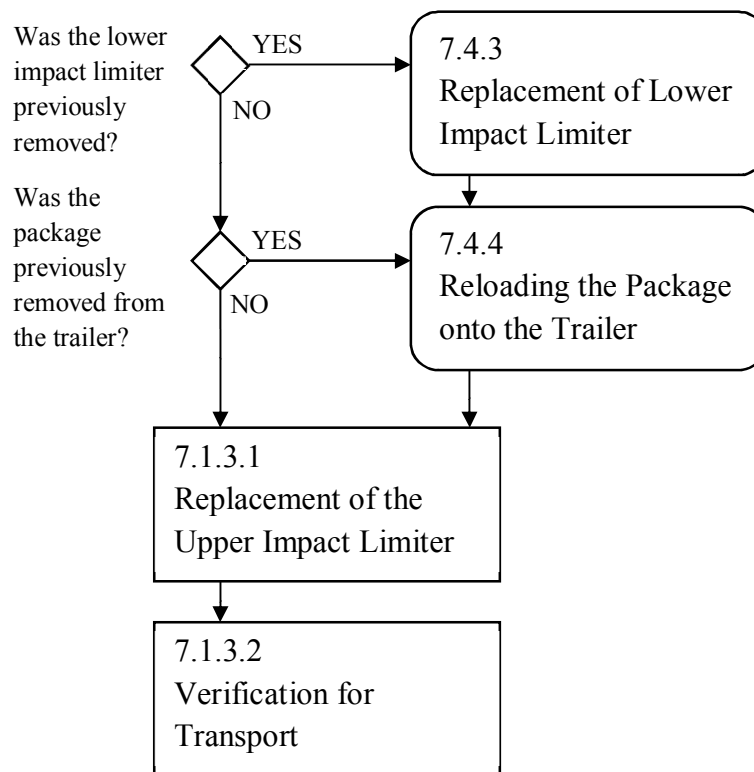 Was the lower
impact limiter
previously
removed?
YES
NO
7.4.3
Replacement of Lower
Impact Limiter
Was the
package
previously
removed from
the trailer?
YES
NO
7.4.4
Reloading the Package
onto the Trailer
7.1.3.1
Replacement of the
Upper Impact Limiter
7.1.3.2
Verification for
Transport